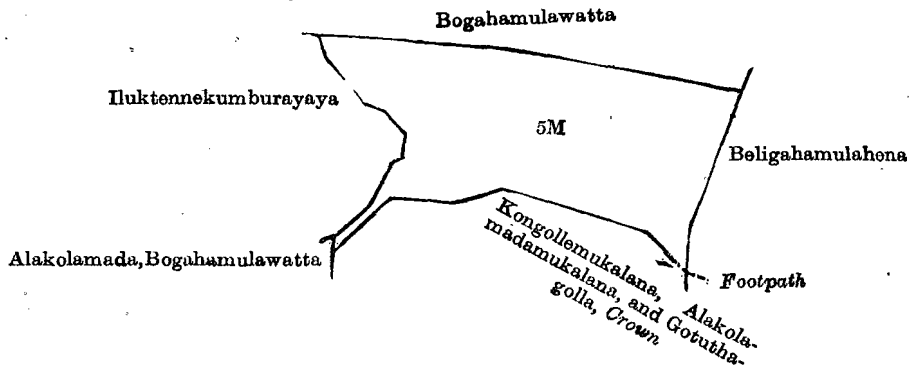 Bogahamulawatta
Iluktennekumburayaya
5M
Beligahamulahena
Alakolamada, Bogahamulawatta
Kongollemukalana, Alakola-
madamukalana, and Gotutha-
golla, Crown
Footpath